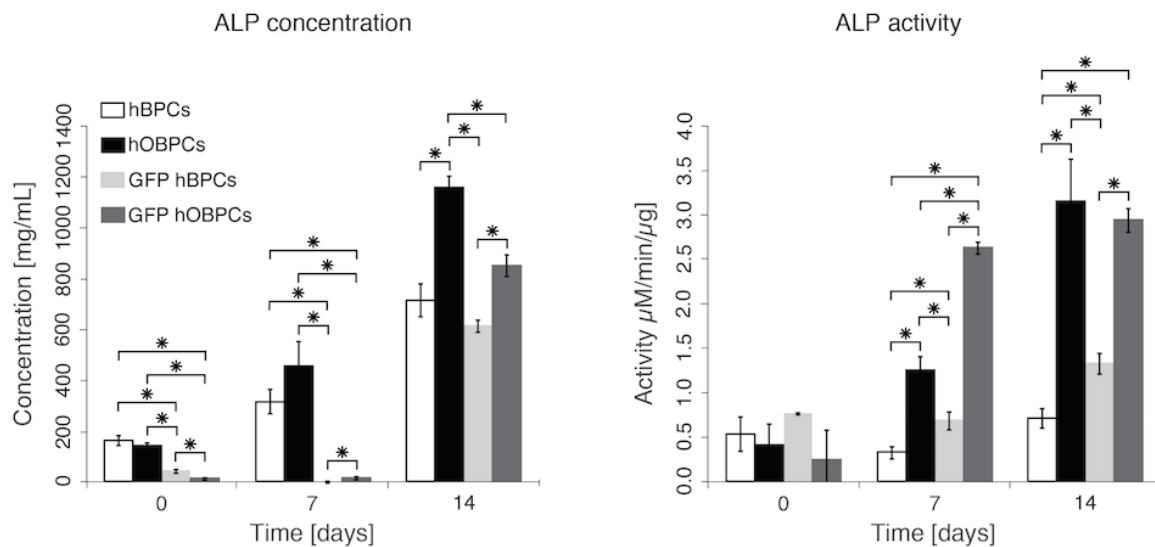 ALP concentration
hBPCs
hOBPCs
GFP hBPCs
GFP hOBPCs
Concentration [mg/mL]
1400
1200
1000
800
600
400
200
0
* * * * *
* * * * *
* * * *
0 7 14
Time [days]
ALP activity
Activity µM/min/µg
4.0
3.5
3.0
2.5
2.0
1.5
1.0
0.5
0.0
* * * * * *
* * * * *
0 7 14
Time [days]